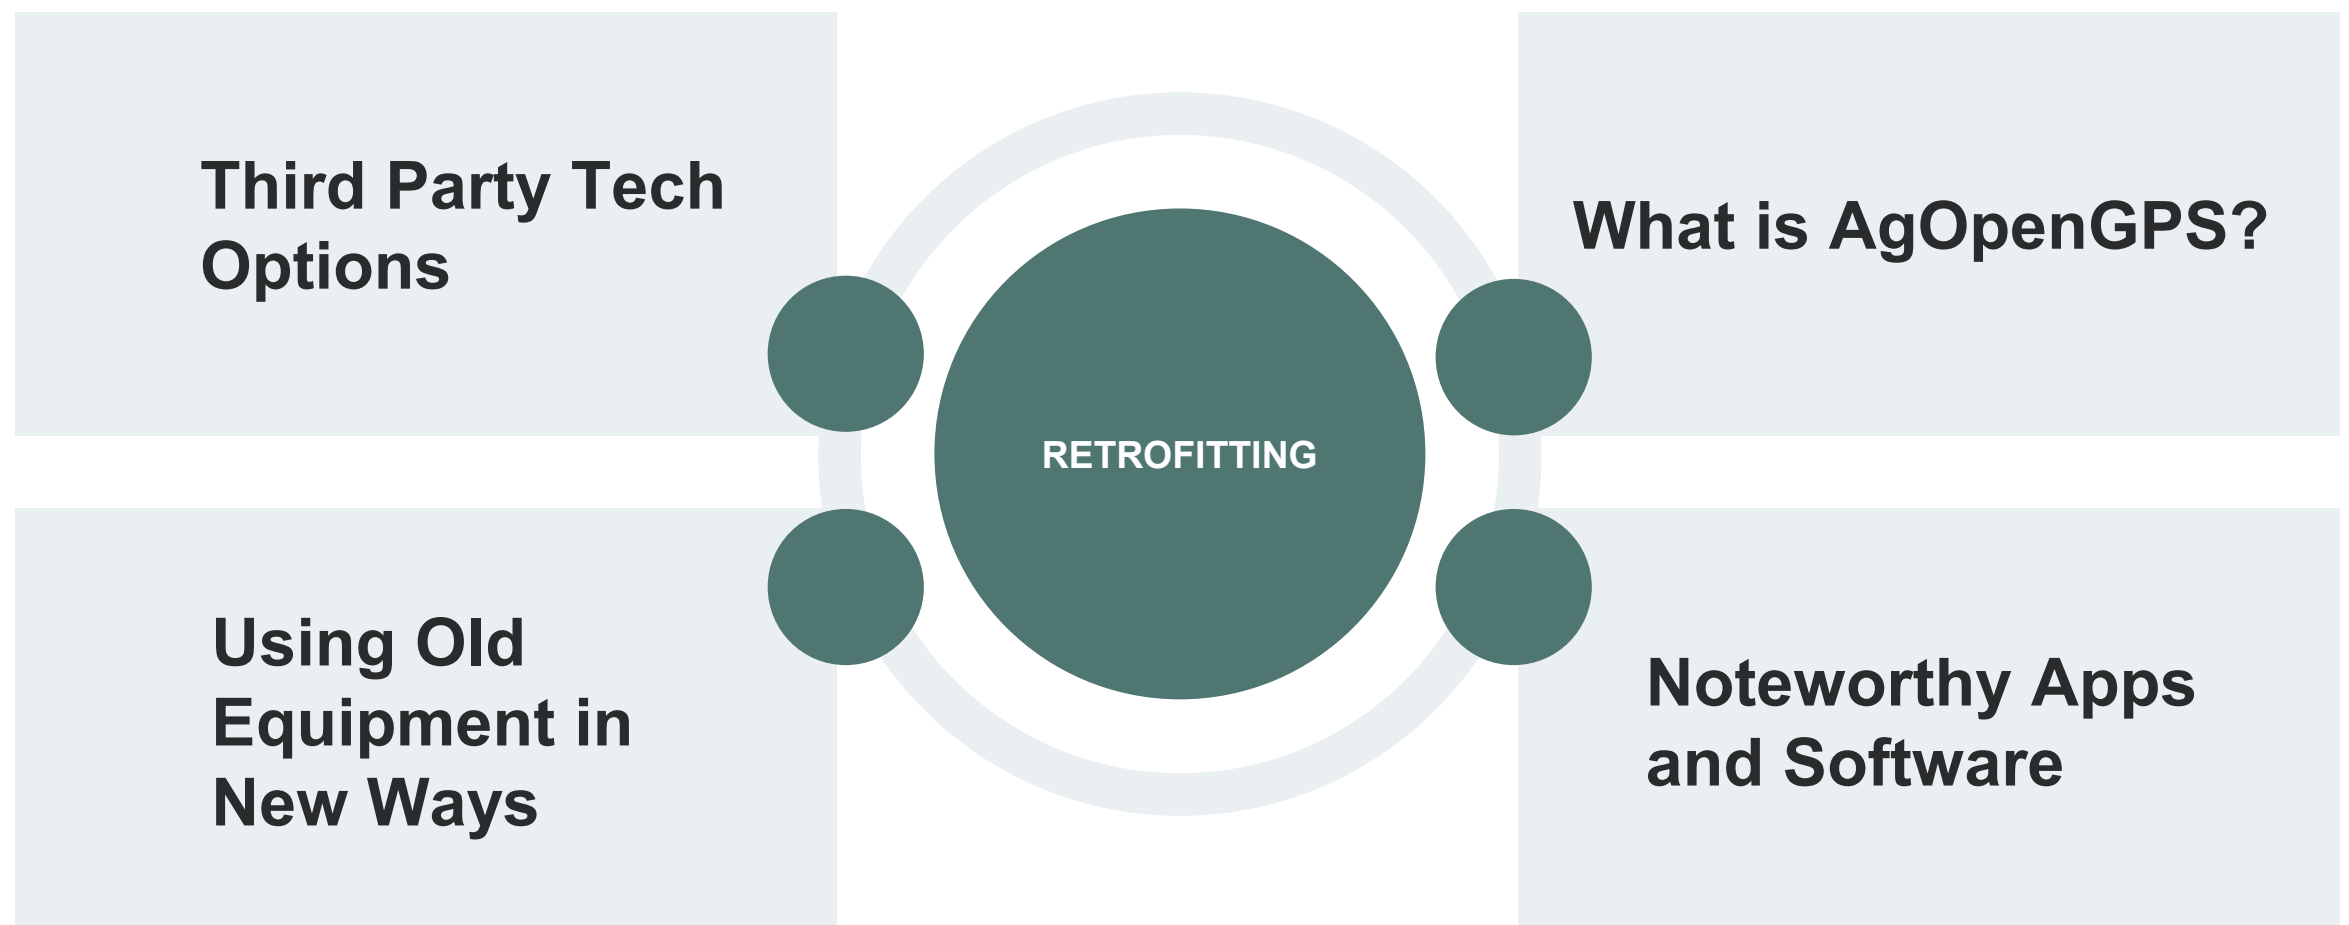 Third Party Tech
Options
What is AgOpenGPS?
RETROFITTING
Using Old
Equipment in
New Ways
Noteworthy Apps
and Software